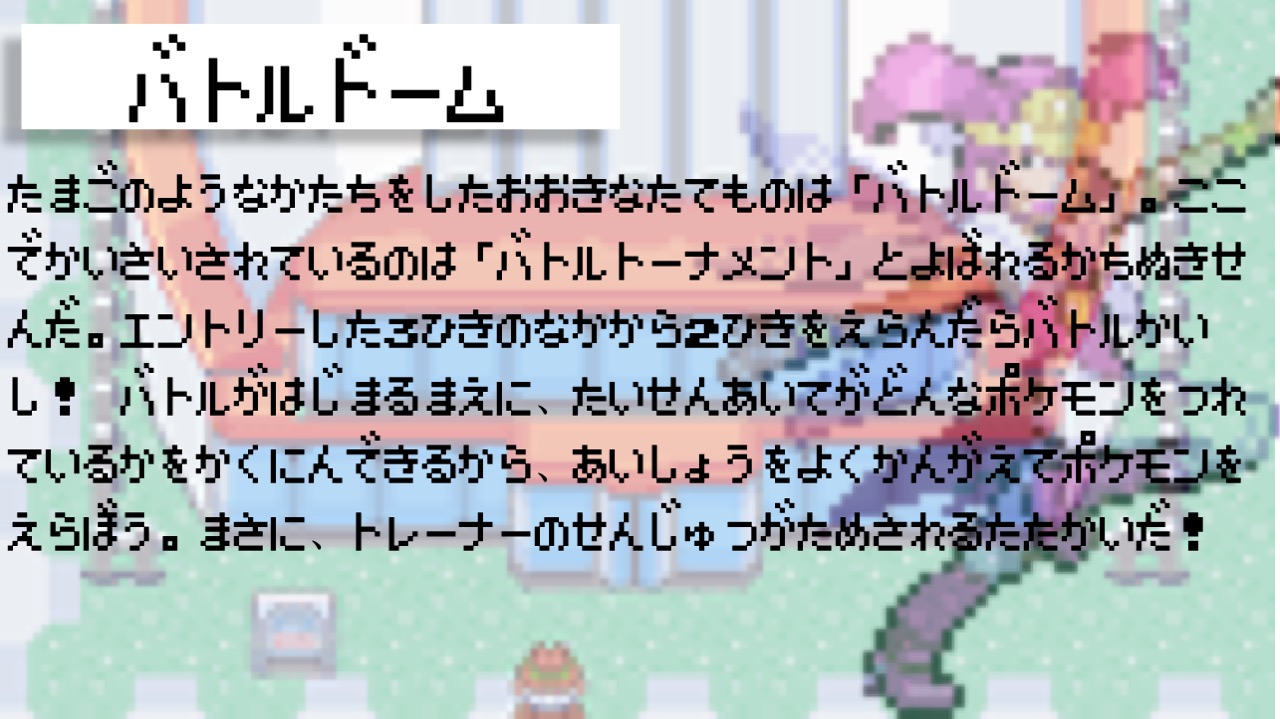 バトルドーム
たまごのようなかたちをしたおおきなたてものは「バトルドーム」。ここ
でかいさいされているのは「バトルトーナメント」とよばれるかちぬきせ
んだ。エントリーした3ひきのなかから2ひきをえらんだらバトルかい
し！　バトルがはじまるまえに、たいせんあいてがどんなポケモンをつれ
ているかをかくにんできるから、あいしょうをよくかんがえてポケモンを
えらぼう。まさに、トレーナーのせんじゅつがためされるたたかいだ！